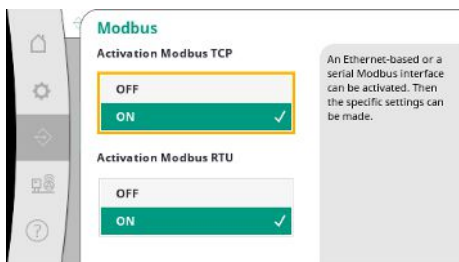 Modbus
Activation Modbus TCP
OFF
ON
Activation Modbus RTU
OFF
ON
An Ethernet-based or a
serial Modbus interface
can be activated. Then
the specific settings can
be made.
?